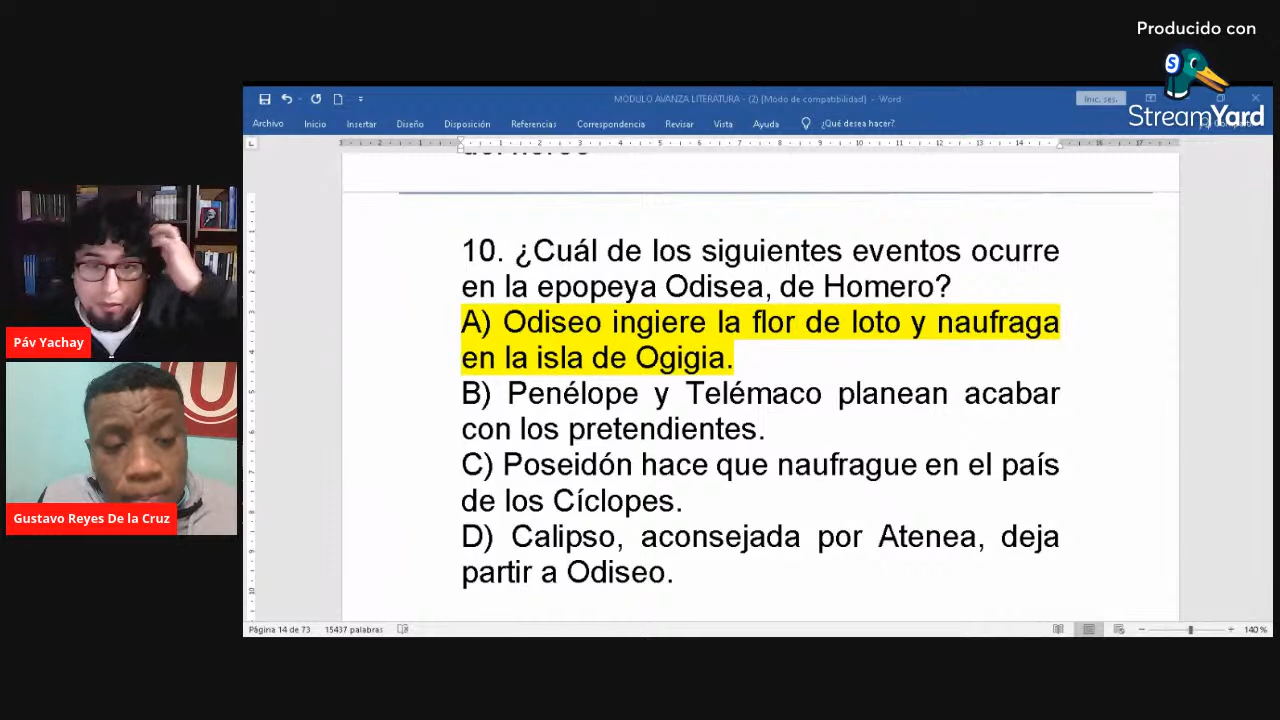 Producido con
StreamYard
MODULO AVANZA LITERATURA - (2) [Modo de compatibilidad] - Word
Inic. ses.
Archivo Inicio Insertar Diseño Disposición Referencias Correspondencia Revisar Vista Ayuda ¿Qué desea hacer?
del héroe
10. ¿Cuál de los siguientes eventos ocurre
en la epopeya Odisea, de Homero?
A) Odiseo ingiere la flor de loto y naufraga
en la isla de Ogigia.
B) Penélope y Telémaco planean acabar
con los pretendientes.
C) Poseidón hace que naufrague en el país
de los Cíclopes.
D) Calipso, aconsejada por Atenea, deja
partir a Odiseo.
Páv Yachay
Gustavo Reyes De la Cruz
Página 14 de 73 15437 palabras
140 %